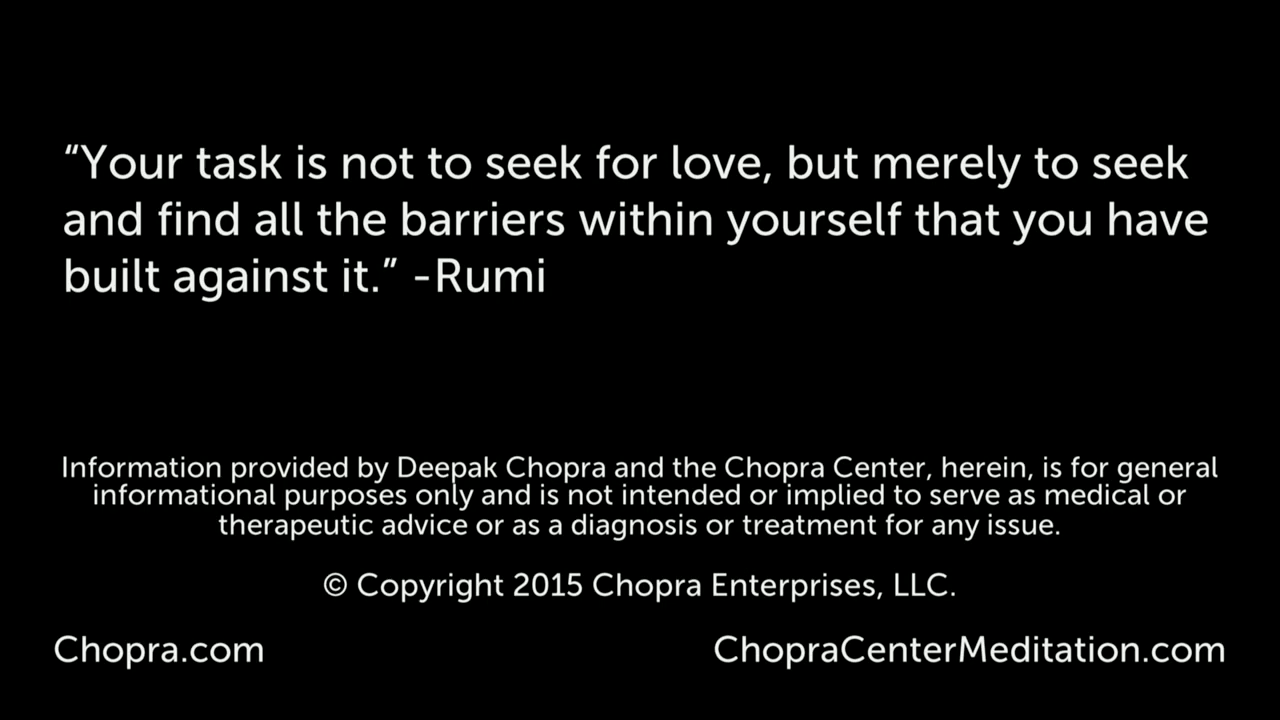 “Your task is not to seek for love, but merely to seek
and find all the barriers within yourself that you have
built against it.” -Rumi
Information provided by Deepak Chopra and the Chopra Center, herein, is for general
informational purposes only and is not intended or implied to serve as medical or
therapeutic advice or as a diagnosis or treatment for any issue.
© Copyright 2015 Chopra Enterprises, LLC.
Chopra.com
ChopraCenterMeditation.com